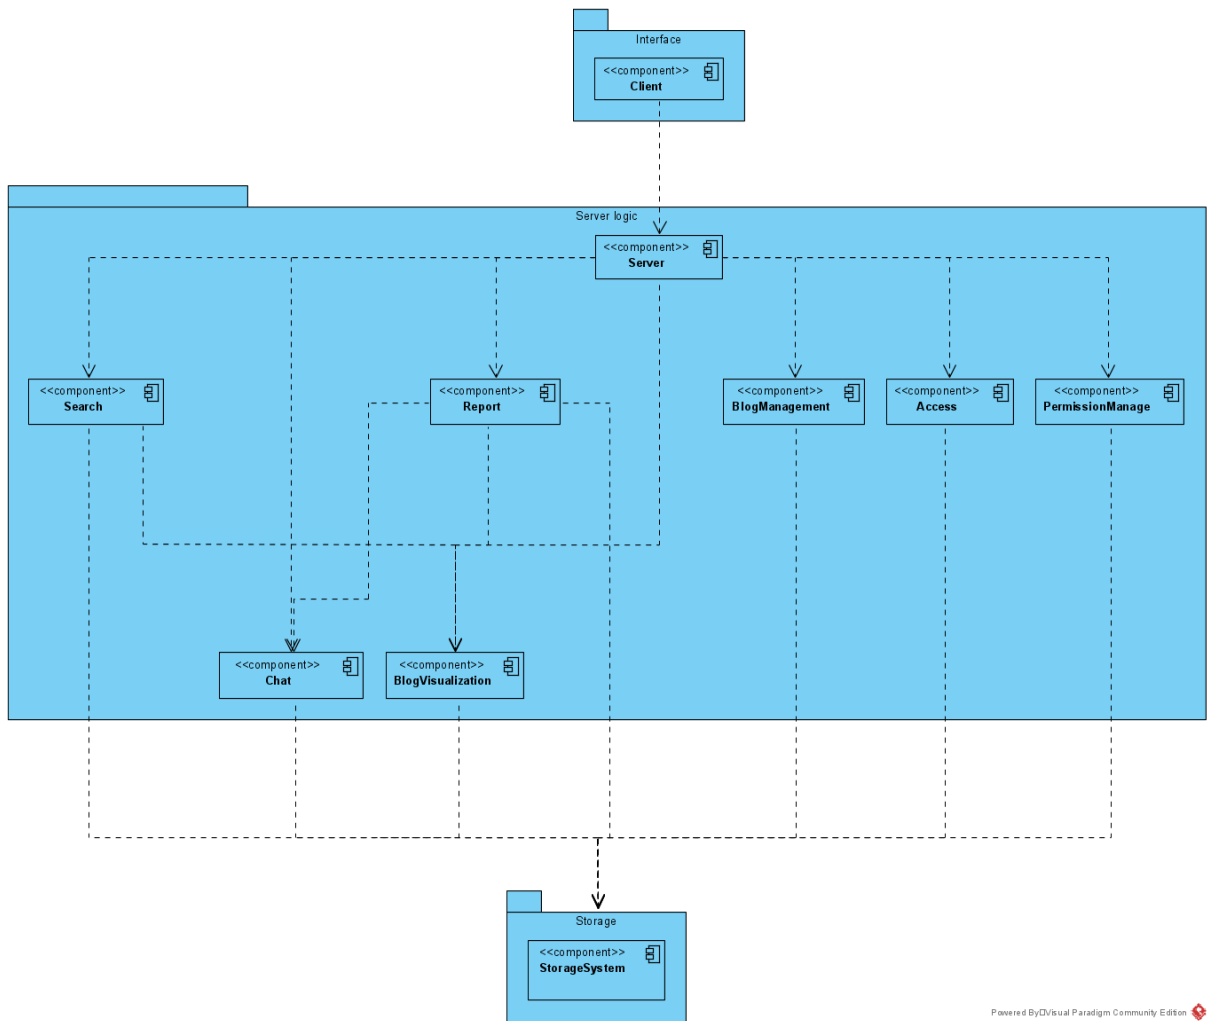 Interface
<<component>>
Client
Server logic
<<component>>
Server
<<component>>
Search
<<component>>
Report
<<component>>
BlogManagement
<<component>>
Access
<<component>>
PermissionManage
<<component>>
Chat
<<component>>
BlogVisualization
Storage
<<component>>
StorageSystem
Powered By□Visual Paradigm Community Edition